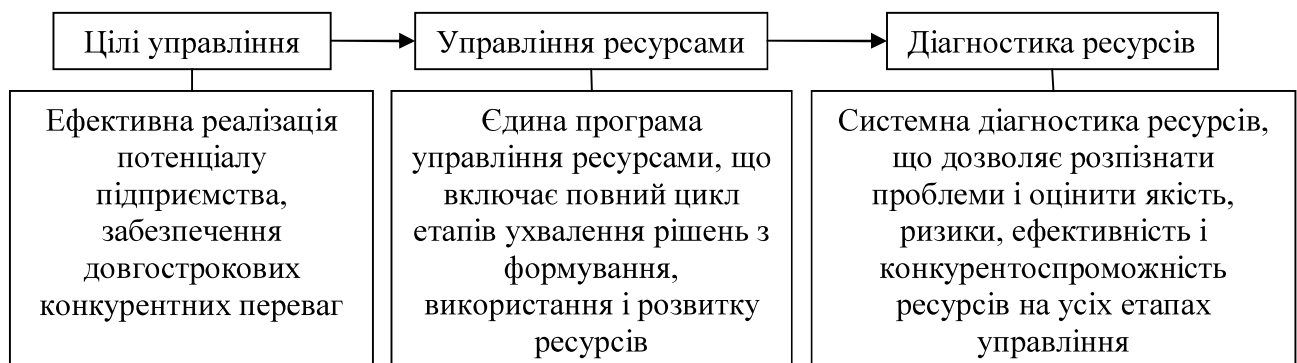 Цілі управління
Управління ресурсами
Діагностика ресурсів
Ефективна реалізація
потенціалу
підприємства,
забезпечення
довгострокових
конкурентних переваг
Єдина програма
управління ресурсами, що
включає повний цикл
етапів ухвалення рішень з
формування,
використання і розвитку
ресурсів
Системна діагностика ресурсів,
що дозволяє розпізнати
проблеми і оцінити якість,
ризики, ефективність і
конкурентоспроможність
ресурсів на усіх етапах
управління